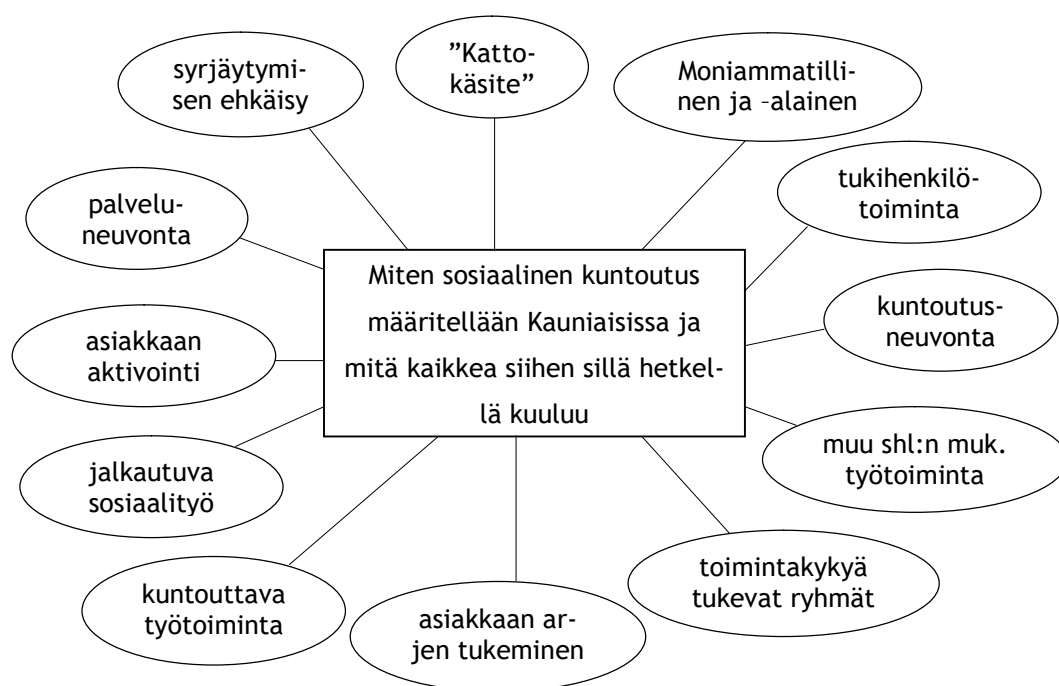 syrjäytymi-
sen ehkäisy
”Katto-
käsite”
Moniammatilli-
nen ja -alainen
tukihenkilö-
toiminta
palvelu-
neuvonta
Miten sosiaalinen kuntoutus
määritellään Kauniaisissa ja
mitä kaikkea siihen sillä hetkel-
lä kuuluu
kuntoutus-
neuvonta
asiakkaan
aktivointi
muu shl:n muk.
työtoiminta
jalkautuva
sosiaalityö
toimintakykyä
tukevat ryhmät
kuntouttava
työtoiminta
asiakkaan ar-
jen tukeminen